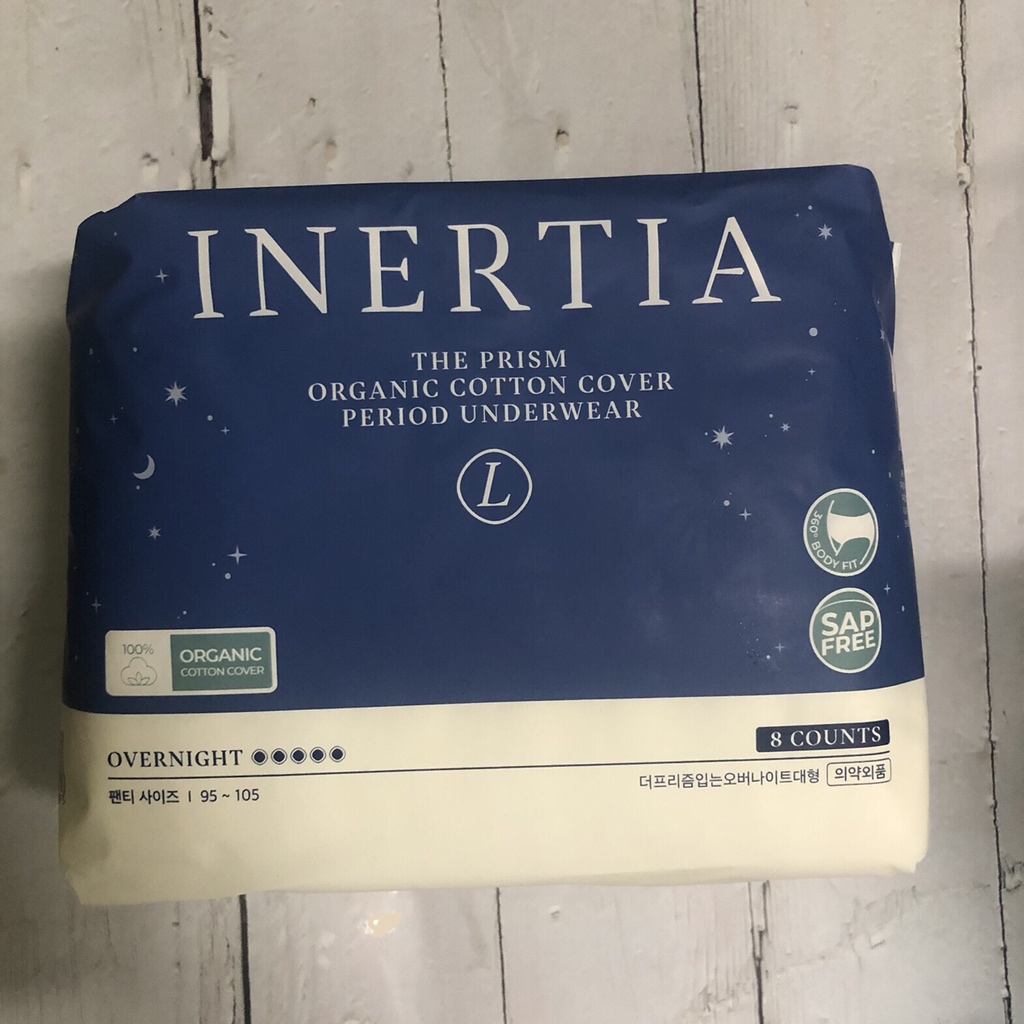 INERTIA
THE PRISM
ORGANIC COTTON COVER
PERIOD UNDERWEAR
L
360° BODY FIT
SAP
FREE
100%
ORGANIC
COTTON COVER
OVERNIGHT
8 COUNTS
팬티 사이즈 I 95 ~ 105
더프리즘입는오버나이트대형 의약외품